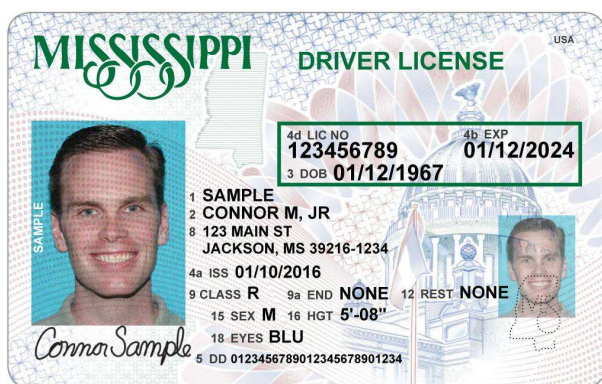 MISSISSIPPI
DRIVER LICENSE
USA
4d LIC NO 4b EXP
123456789 01/12/2024
3 DOB 01/12/1967
SAMPLE
1 SAMPLE
2 CONNOR M, JR
8 123 MAIN ST
JACKSON, MS 39216-1234
4a ISS 01/10/2016
9 CLASS R 9a END NONE 12 REST NONE
15 SEX M 16 HGT 5'-08"
18 EYES BLU
5 DD 0123456789012345678901234
Connor Sample